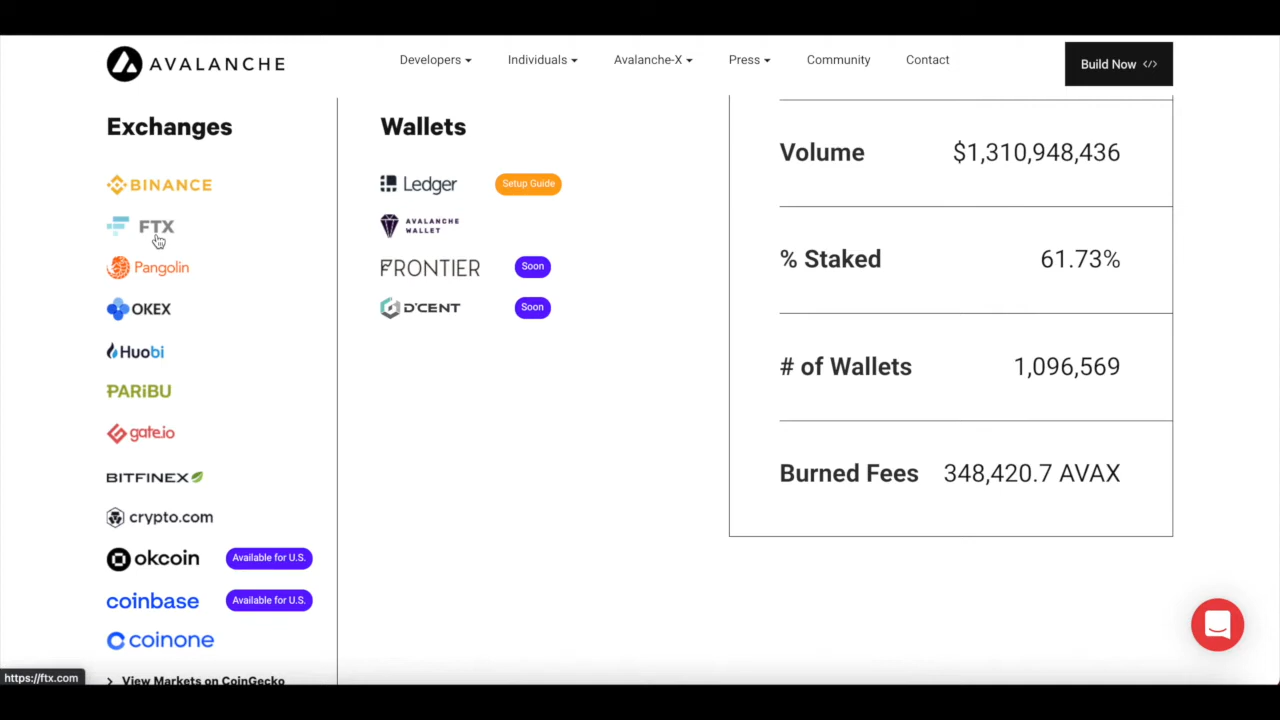 AVALANCHE
Developers
Individuals
Avalanche-X
Press
Community
Contact
Build Now </>
Exchanges
BINANCE
FTX
Pangolin
OKEX
Huobi
PARiBU
gate.io
BITFINEX
crypto.com
okcoin Available for U.S.
coinbase Available for U.S.
coinone
> View Markets on CoinGecko
Wallets
Ledger Setup Guide
AVALANCHE
WALLET
FRONTIER Soon
D'CENT Soon
Volume $1,310,948,436
% Staked 61.73%
# of Wallets 1,096,569
Burned Fees 348,420.7 AVAX
https://ftx.com